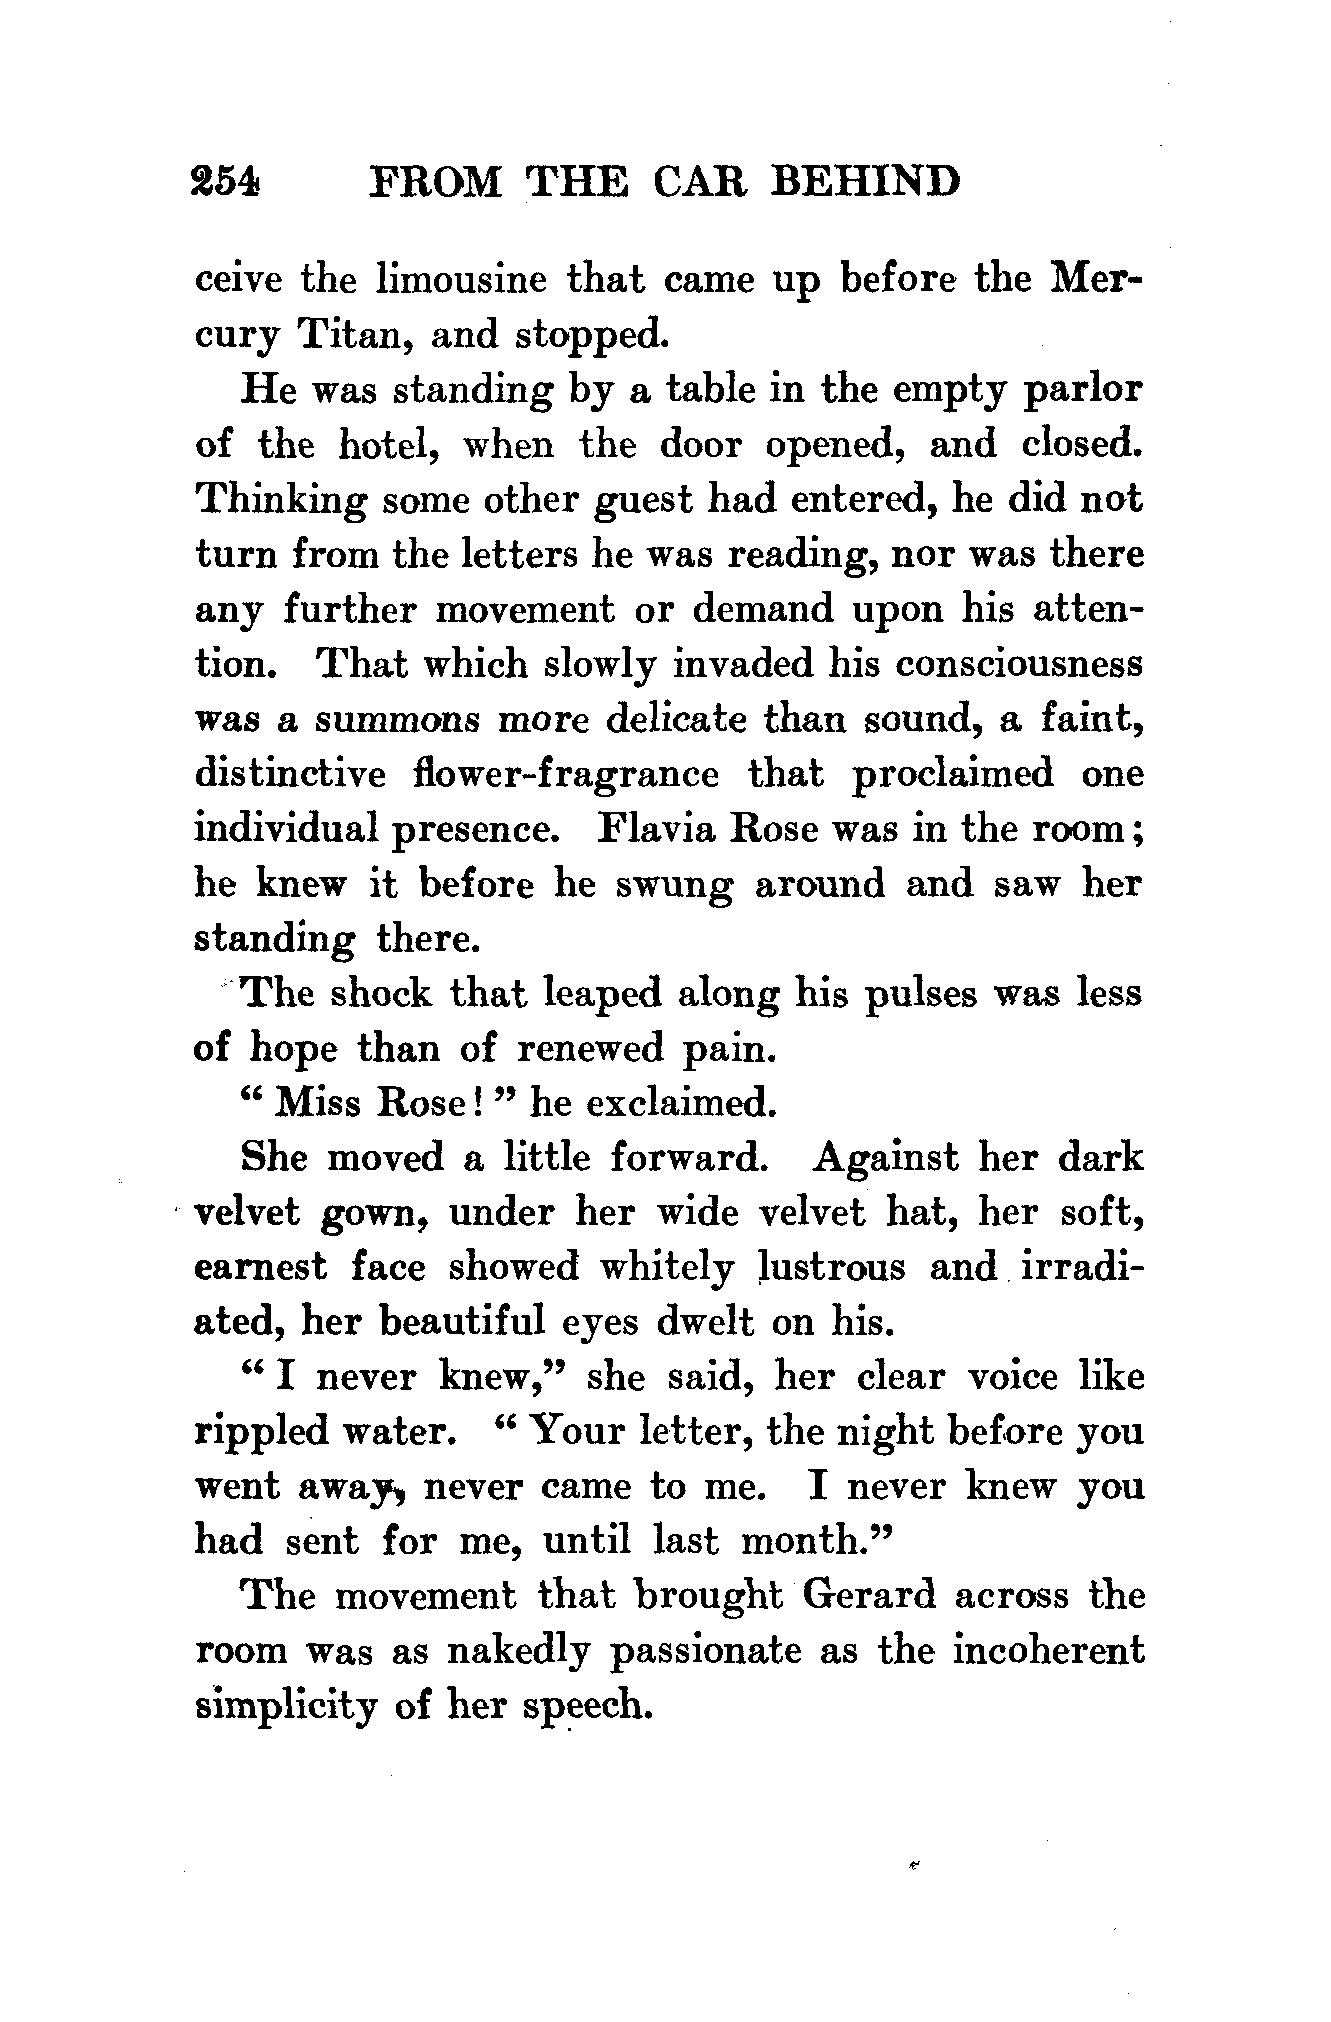 254 FROM THE CAR BEHIND
ceive the limousine that came up before the Mer-
cury Titan, and stopped.
He was standing by a table in the empty parlor
of the hotel, when the door opened, and closed.
Thinking some other guest had entered, he did not
turn from the letters he was reading, nor was there
any further movement or demand upon his atten-
tion. That which slowly invaded his consciousness
was a summons more delicate than sound, a faint,
distinctive flower-fragrance that proclaimed one
individual presence. Flavia Rose was in the room;
he knew it before he swung around and saw her
standing there.
The shock that leaped along his pulses was less
of hope than of renewed pain.
“ Miss Rose! ” he exclaimed.
She moved a little forward. Against her dark
velvet gown, under her wide velvet hat, her soft,
earnest face showed whitely lustrous and irradi-
ated, her beautiful eyes dwelt on his.
“ I never knew,” she said, her clear voice like
rippled water. “ Your letter, the night before you
went away, never came to me. I never knew you
had sent for me, until last month.”
The movement that brought Gerard across the
room was as nakedly passionate as the incoherent
simplicity of her speech.